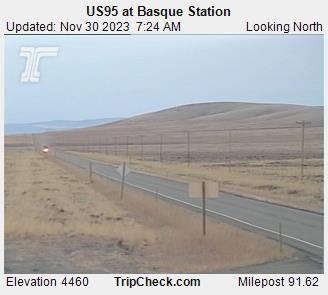 US95 at Basque Station
Updated: Nov 30 2023 7:24 AM Looking North
Elevation 4460 TripCheck.com Milepost 91.62